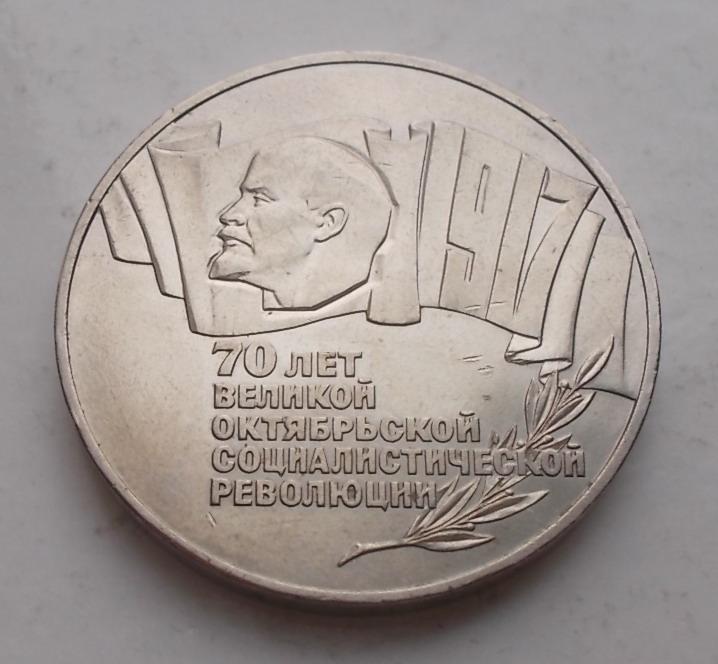 1917
70 ЛЕТ
ВЕЛИКОЙ
ОКТЯБРЬСКОЙ
СОЦИАЛИСТИЧЕСКОЙ
РЕВОЛЮЦИИ